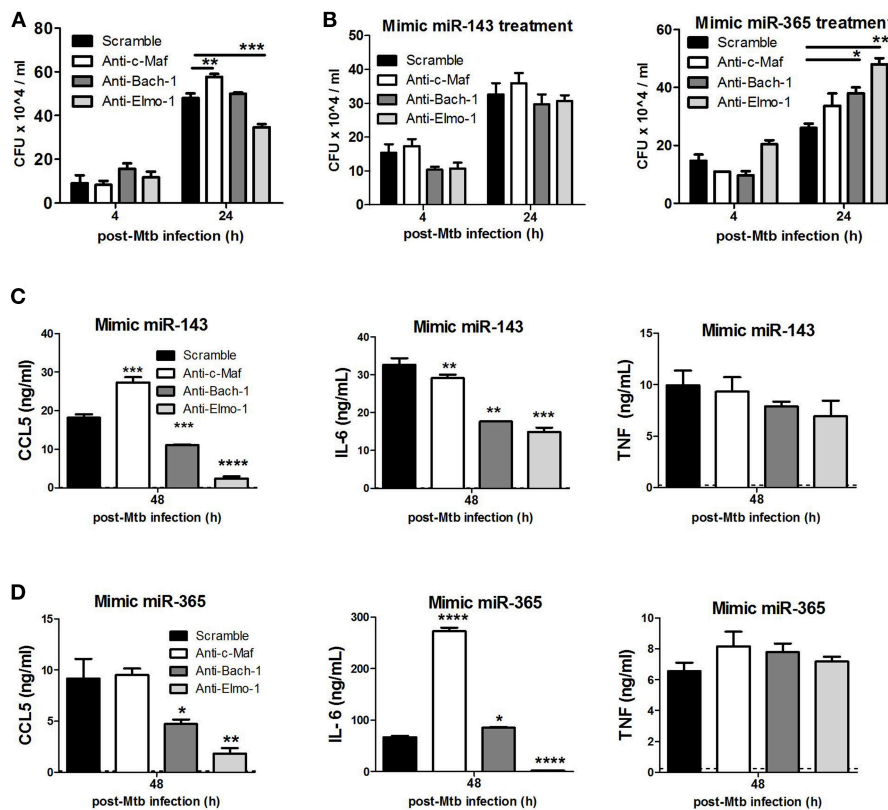 A
CFU x 10^4 / ml
80
60
40
20
0
Scramble
Anti-c-Maf
Anti-Bach-1
Anti-Elmo-1
**
***
4
24
post-Mtb infection (h)
B
Mimic miR-143 treatment
CFU x 10^4 / ml
50
40
30
20
10
0
Scramble
Anti-c-Maf
Anti-Bach-1
Anti-Elmo-1
4
24
post-Mtb infection (h)
Mimic miR-365 treatment
CFU x 10^4 / ml
60
40
20
0
Scramble
Anti-c-Maf
Anti-Bach-1
Anti-Elmo-1
**
*
4
24
post-Mtb infection (h)
C
Mimic miR-143
CCL5 (ng/ml)
40
30
20
10
0
Scramble
Anti-c-Maf
Anti-Bach-1
Anti-Elmo-1
***
***
****
48
post-Mtb infection (h)
Mimic miR-143
IL-6 (ng/mL)
40
30
20
10
0
**
**
***
48
post-Mtb infection (h)
Mimic miR-143
TNF (ng/mL)
15
10
5
48
post-Mtb infection (h)
D
Mimic miR-365
CCL5 (ng/ml)
15
10
5
0
Scramble
Anti-c-Maf
Anti-Bach-1
Anti-Elmo-1
*
**
48
post-Mtb infection (h)
Mimic miR-365
IL- 6 (ng/mL)
300
200
100
0
****
*
****
48
post-Mtb infection (h)
Mimic miR-365
TNF (ng/ml)
10
8
6
4
2
0
48
post-Mtb infection (h)